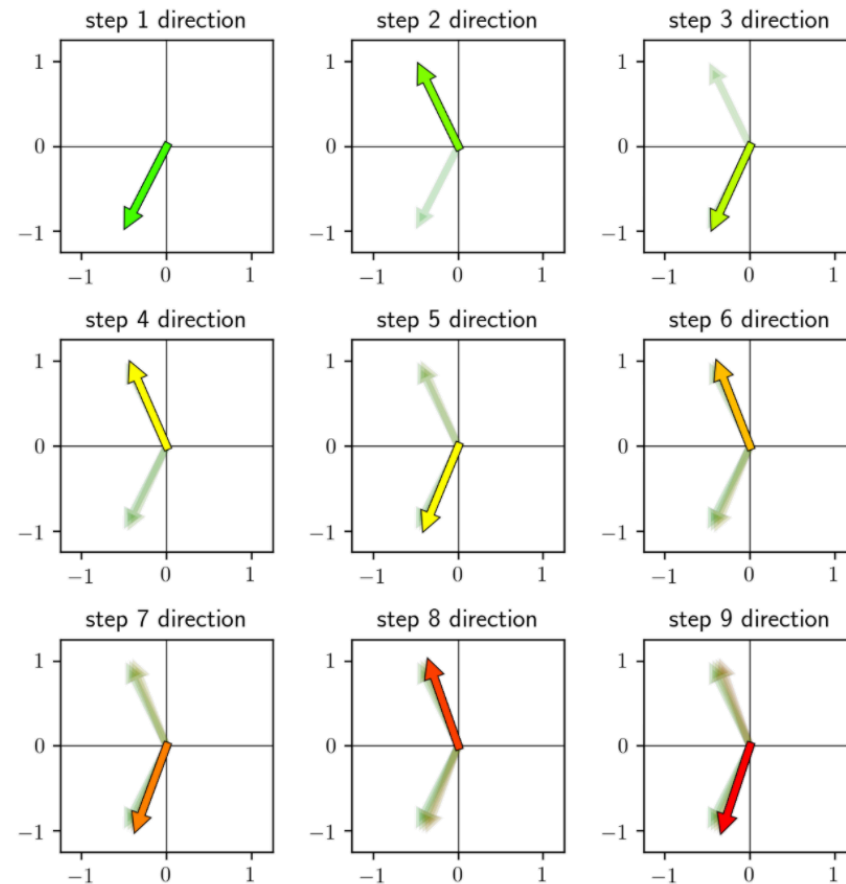 step 1 direction step 2 direction step 3 direction
1 1 1
0 0 0
−1 −1 −1
−1 0 1 −1 0 1 −1 0 1
step 4 direction step 5 direction step 6 direction
1 1 1
0 0 0
−1 −1 −1
−1 0 1 −1 0 1 −1 0 1
step 7 direction step 8 direction step 9 direction
1 1 1
0 0 0
−1 −1 −1
−1 0 1 −1 0 1 −1 0 1